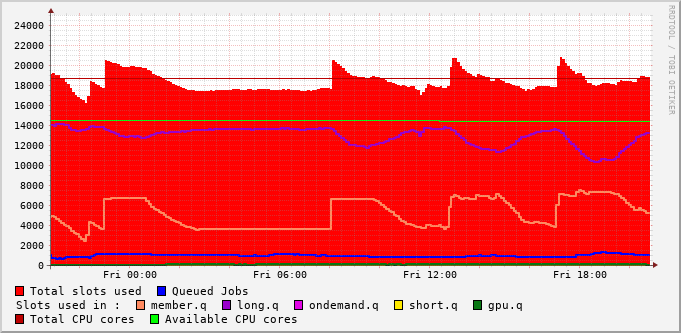 RRDTOOL / TOBI OETIKER
24000
22000
20000
18000
16000
14000
12000
10000
8000
6000
4000
2000
0
Fri 00:00 Fri 06:00 Fri 12:00 Fri 18:00
Total slots used Queued Jobs
Slots used in : member.q long.q ondemand.q short.q gpu.q
Total CPU cores Available CPU cores